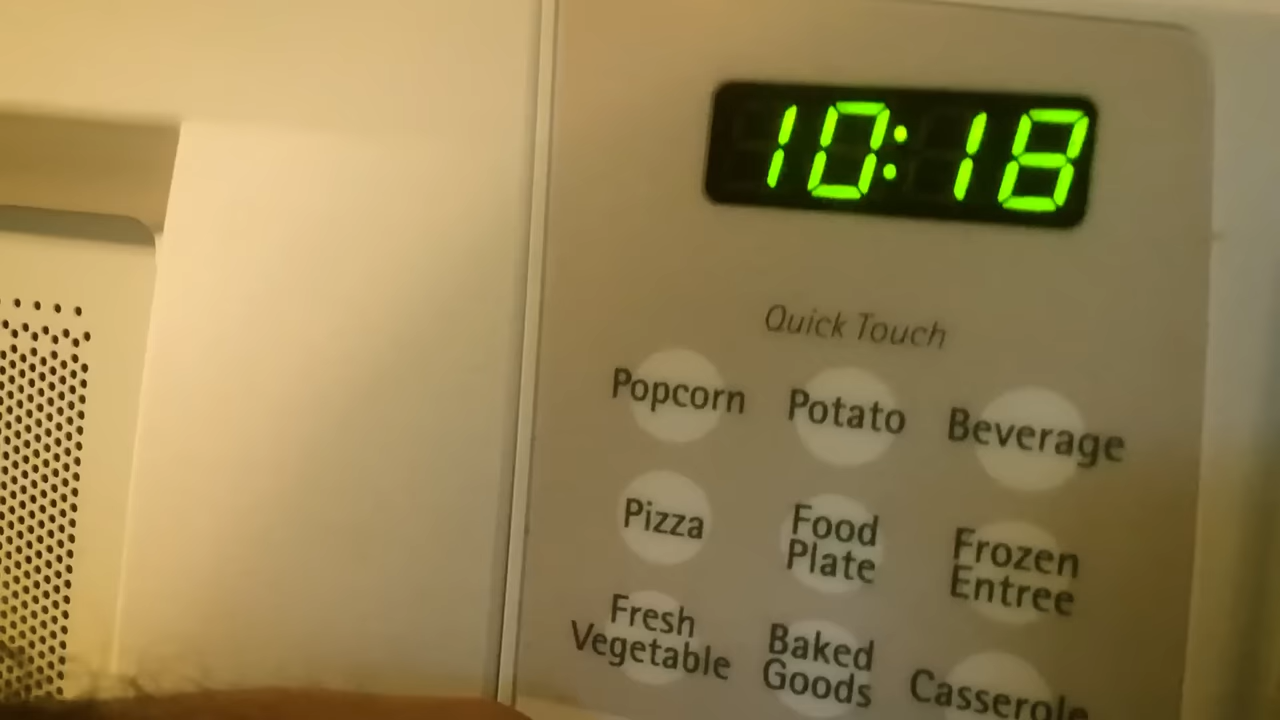 10:18
Quick Touch
Popcorn
Potato
Beverage
Pizza
Food
Plate
Frozen
Entree
Fresh
Vegetable
Baked
Goods
Casserole